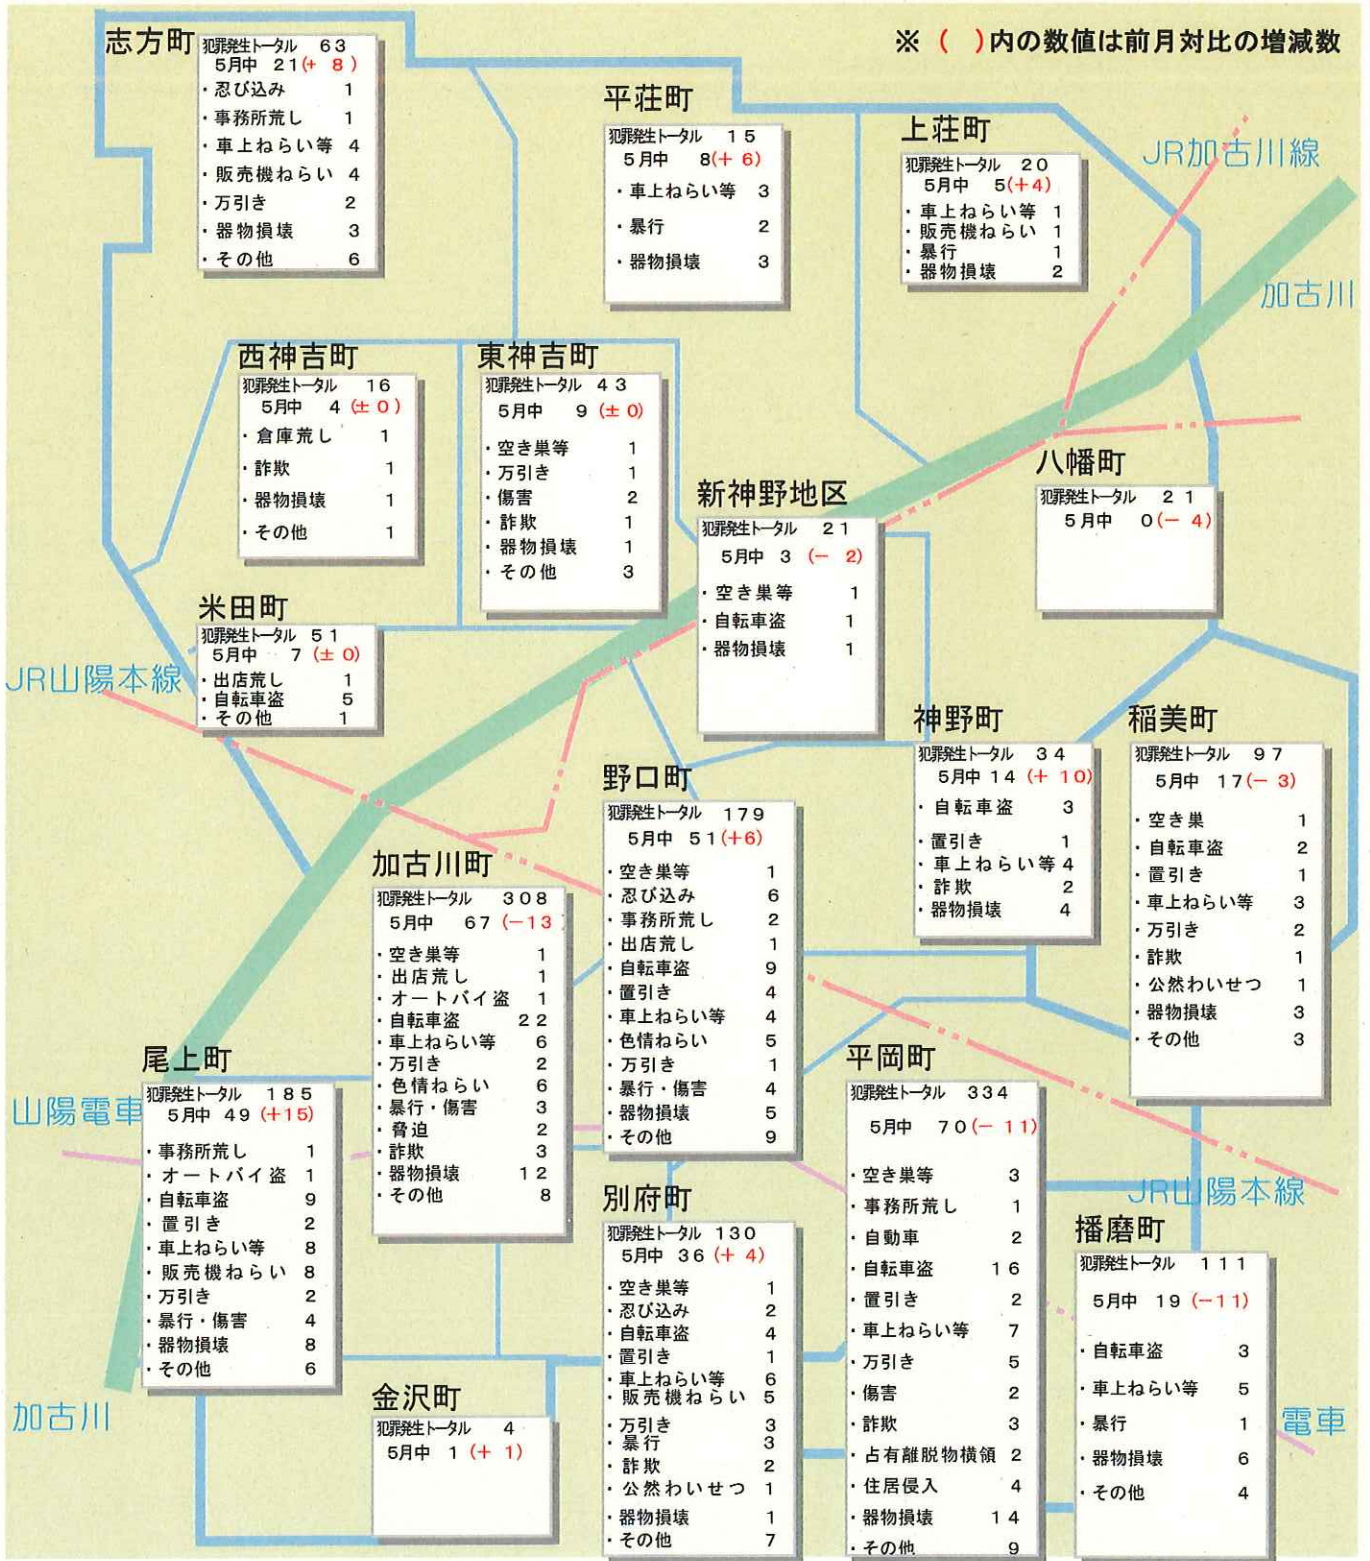 ※ ( )内の数値は前月対比の増減数
志方町
犯罪発生トータル 63
5月中 21(+ 8)
・忍び込み 1
・事務所荒し 1
・車上ねらい等 4
・販売機ねらい 4
・万引き 2
・器物損壊 3
・その他 6
平荘町
犯罪発生トータル 15
5月中 8(+ 6)
・車上ねらい等 3
・暴行 2
・器物損壊 3
上荘町
犯罪発生トータル 20
5月中 5(+4)
・車上ねらい等 1
・販売機ねらい 1
・暴行 1
・器物損壊 2
JR加古川線
加古川
西神吉町
犯罪発生トータル 16
5月中 4 (± 0)
・倉庫荒し 1
・詐欺 1
・器物損壊 1
・その他 1
東神吉町
犯罪発生トータル 43
5月中 9 (± 0)
・空き巣等 1
・万引き 1
・傷害 2
・詐欺 1
・器物損壊 1
・その他 3
新神野地区
犯罪発生トータル 21
5月中 3 (- 2)
・空き巣等 1
・自転車盗 1
・器物損壊 1
八幡町
犯罪発生トータル 21
5月中 0(- 4)
米田町
犯罪発生トータル 51
5月中 7 (± 0)
・出店荒し 1
・自転車盗 5
・その他 1
JR山陽本線
神野町
犯罪発生トータル 34
5月中 14 (+ 10)
・自転車盗 3
・置引き 1
・車上ねらい等 4
・詐欺 2
・器物損壊 4
稲美町
犯罪発生トータル 97
5月中 17(- 3)
・空き巣 1
・自転車盗 2
・置引き 1
・車上ねらい等 3
・万引き 2
・詐欺 1
・公然わいせつ 1
・器物損壊 3
・その他 3
野口町
犯罪発生トータル 179
5月中 51(+6)
・空き巣等 1
・忍び込み 6
・事務所荒し 2
・出店荒し 1
・自転車盗 9
・置引き 4
・車上ねらい等 4
・色情ねらい 5
・万引き 1
・暴行・傷害 4
・器物損壊 5
・その他 9
加古川町
犯罪発生トータル 308
5月中 67 (-13)
・空き巣等 1
・出店荒し 1
・オートバイ盗 1
・自転車盗 22
・車上ねらい等 6
・万引き 2
・色情ねらい 6
・暴行・傷害 3
・脅迫 2
・詐欺 3
・器物損壊 12
・その他 8
尾上町
犯罪発生トータル 185
5月中 49 (+15)
・事務所荒し 1
・オートバイ盗 1
・自転車盗 9
・置引き 2
・車上ねらい等 8
・販売機ねらい 8
・万引き 2
・暴行・傷害 4
・器物損壊 8
・その他 6
山陽電車
平岡町
犯罪発生トータル 334
5月中 70(- 11)
・空き巣等 3
・事務所荒し 1
・自動車 2
・自転車盗 16
・置引き 2
・車上ねらい等 7
・万引き 5
・傷害 2
・詐欺 3
・占有離脱物横領 2
・住居侵入 4
・器物損壊 14
・その他 9
JR山陽本線
別府町
犯罪発生トータル 130
5月中 36 (+ 4)
・空き巣等 1
・忍び込み 2
・自転車盗 4
・置引き 1
・車上ねらい等 6
・販売機ねらい 5
・万引き 3
・暴行 3
・詐欺 2
・公然わいせつ 1
・器物損壊 1
・その他 7
播磨町
犯罪発生トータル 111
5月中 19 (-11)
・自転車盗 3
・車上ねらい等 5
・暴行 1
・器物損壊 6
・その他 4
電車
金沢町
犯罪発生トータル 4
5月中 1 (+ 1)
加古川